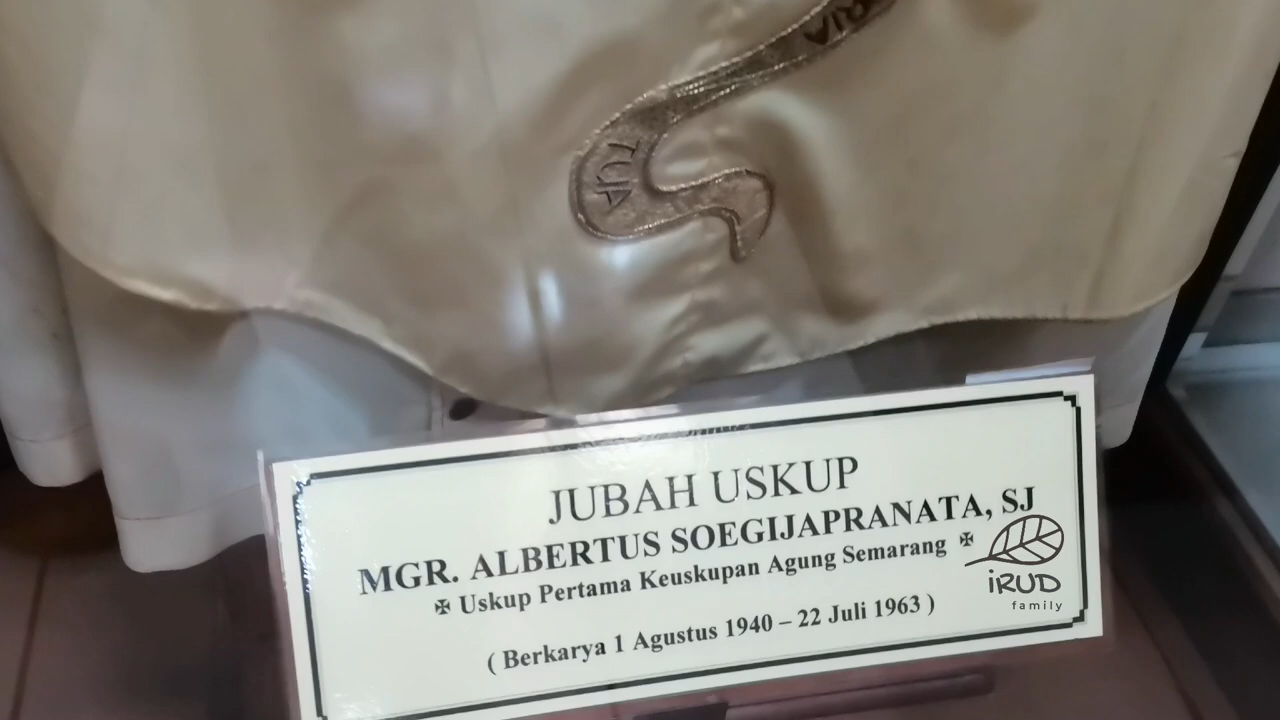 TUA
JUBAH USKUP
MGR. ALBERTUS SOEGIJAPRANATA, SJ
✠ Uskup Pertama Keuskupan Agung Semarang ✠
( Berkarya 1 Agustus 1940 – 22 Juli 1963 )
iRUD
family